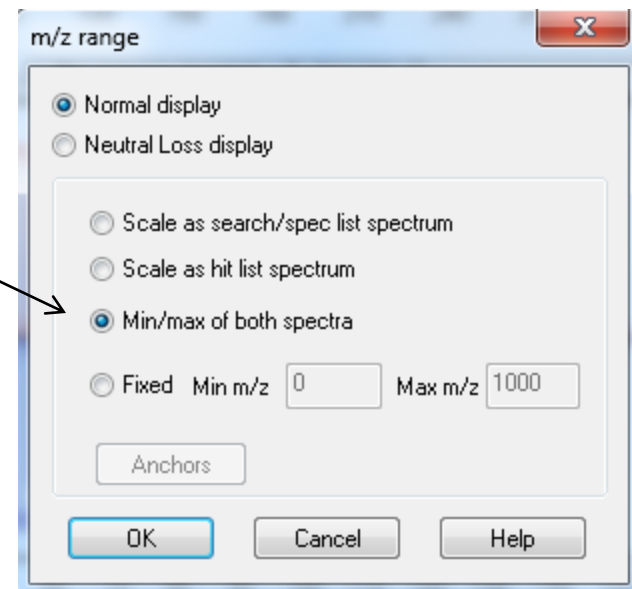 m/z range
Normal display
Neutral Loss display
Scale as search/spec list spectrum
Scale as hit list spectrum
Min/max of both spectra
Fixed Min m/z 0 Max m/z 1000
Anchors
OK Cancel Help